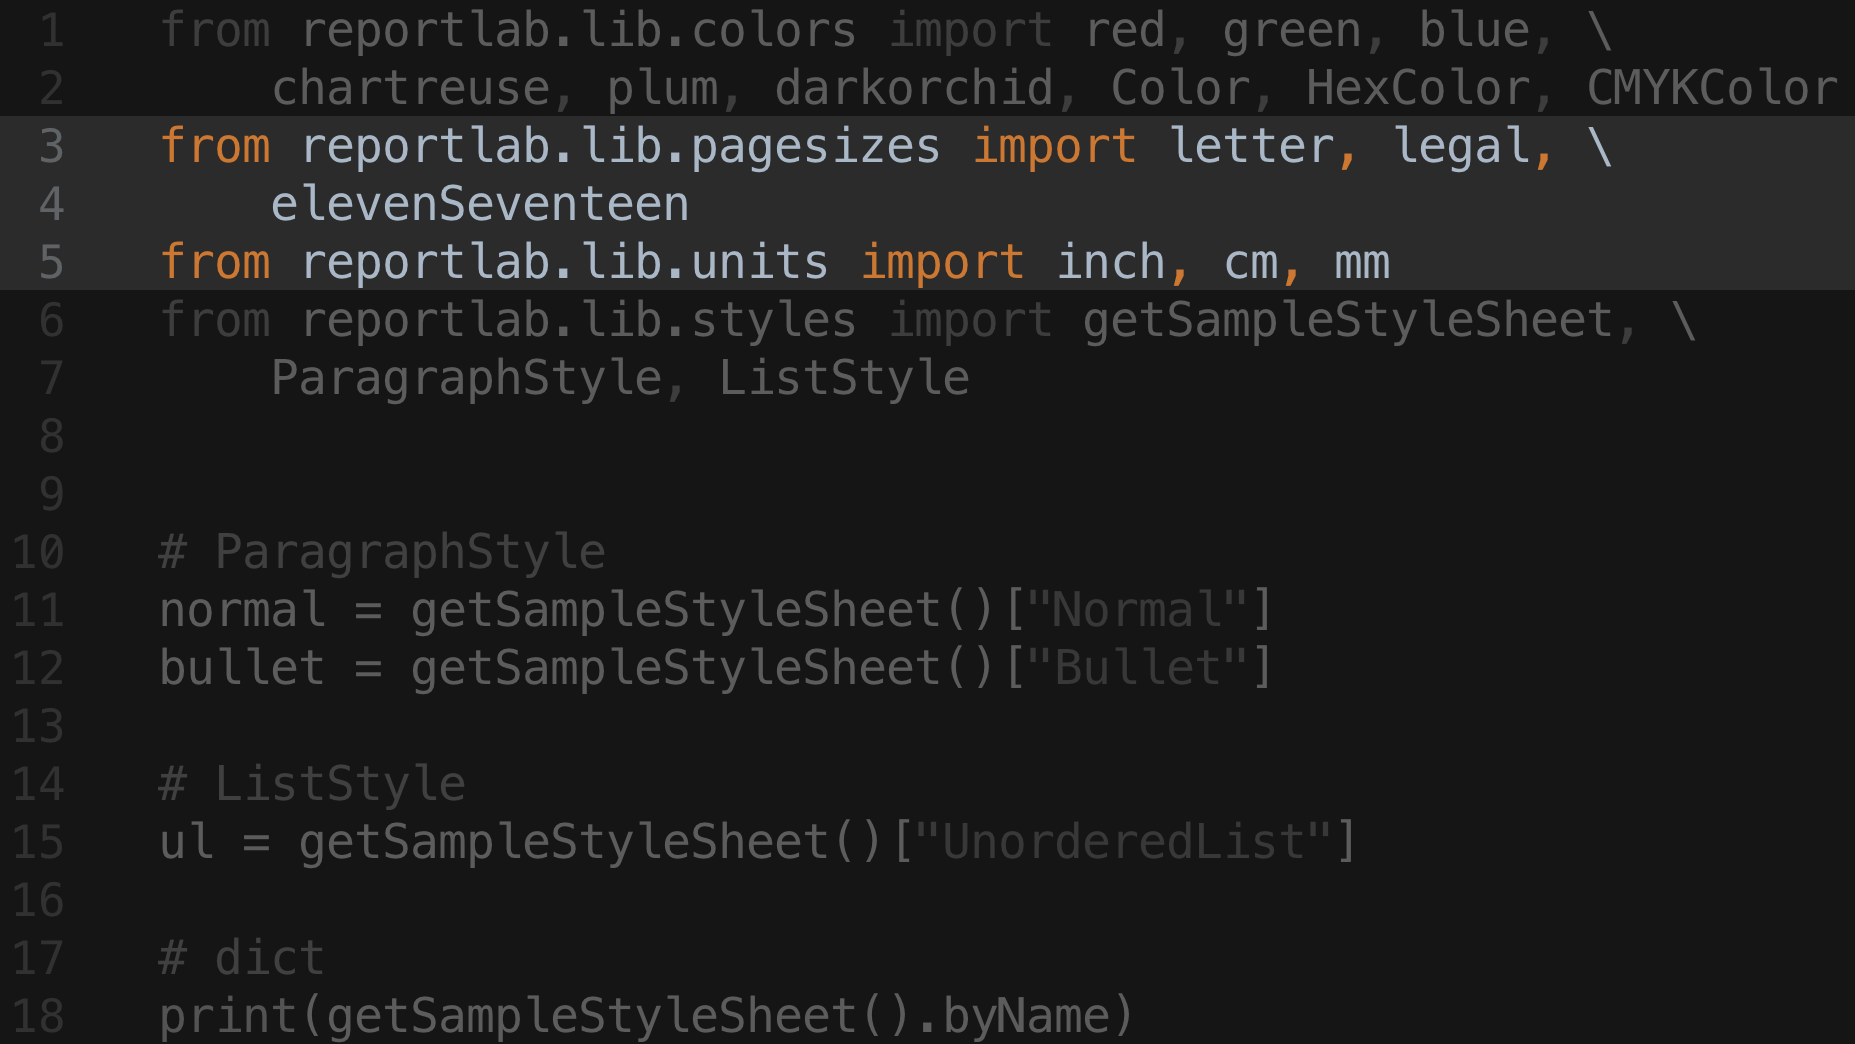 1 from reportlab.lib.colors import red, green, blue, \
2 chartreuse, plum, darkorchid, Color, HexColor, CMYKColor
3 from reportlab.lib.pagesizes import letter, legal, \
4 elevenSeventeen
5 from reportlab.lib.units import inch, cm, mm
6 from reportlab.lib.styles import getSampleStyleSheet, \
7 ParagraphStyle, ListStyle
8
9
10 # ParagraphStyle
11 normal = getSampleStyleSheet()["Normal"]
12 bullet = getSampleStyleSheet()["Bullet"]
13
14 # ListStyle
15 ul = getSampleStyleSheet()["UnorderedList"]
16
17 # dict
18 print(getSampleStyleSheet().byName)